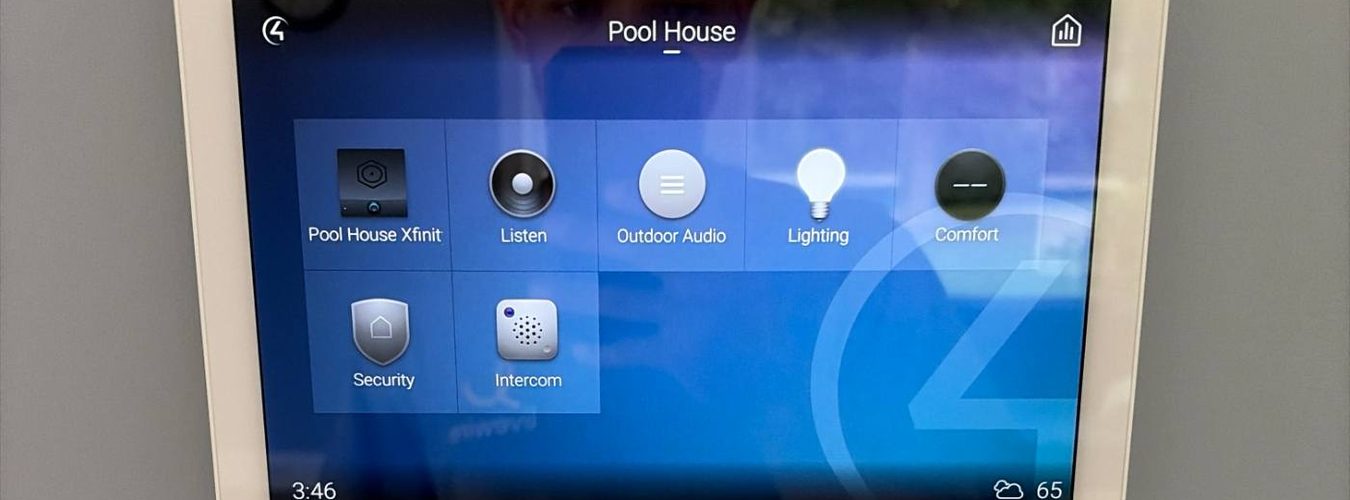 Pool House
Pool House Xfinit
Listen
Outdoor Audio
Lighting
Comfort
Security
Intercom
3:46
65